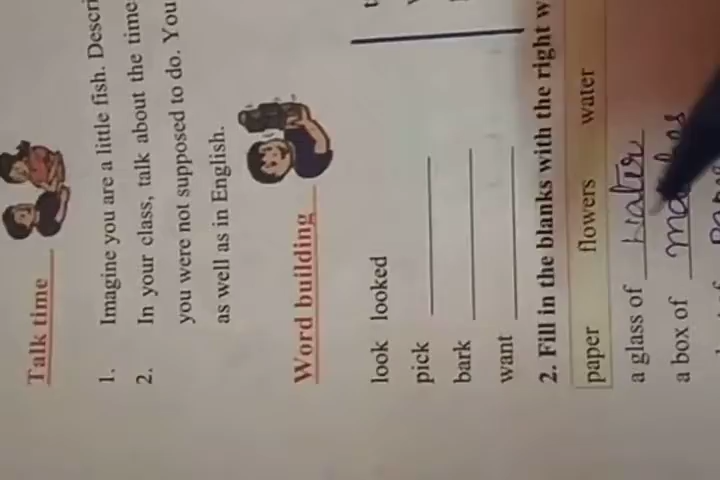 Talk time
1. Imagine you are a little fish.
2. In your class, talk about the time
you were not supposed to do. You
as well as in English.
Word building
look looked
pick
bark
want
2. Fill in the blanks with the right
paper flowers water
a glass of water
a box of